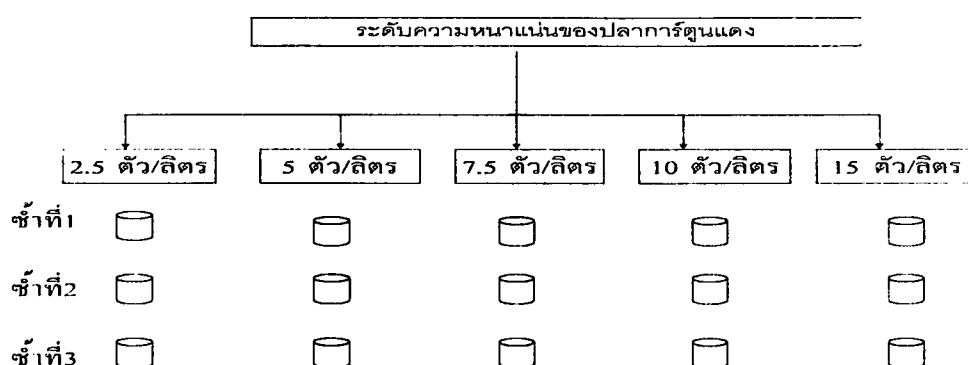 ระดับความหนาแน่นของปลาการ์ตูนแดง
2.5 ตัว/ลิตร 5 ตัว/ลิตร 7.5 ตัว/ลิตร 10 ตัว/ลิตร 15 ตัว/ลิตร
ซ้ำที่1
ซ้ำที่2
ซ้ำที่3